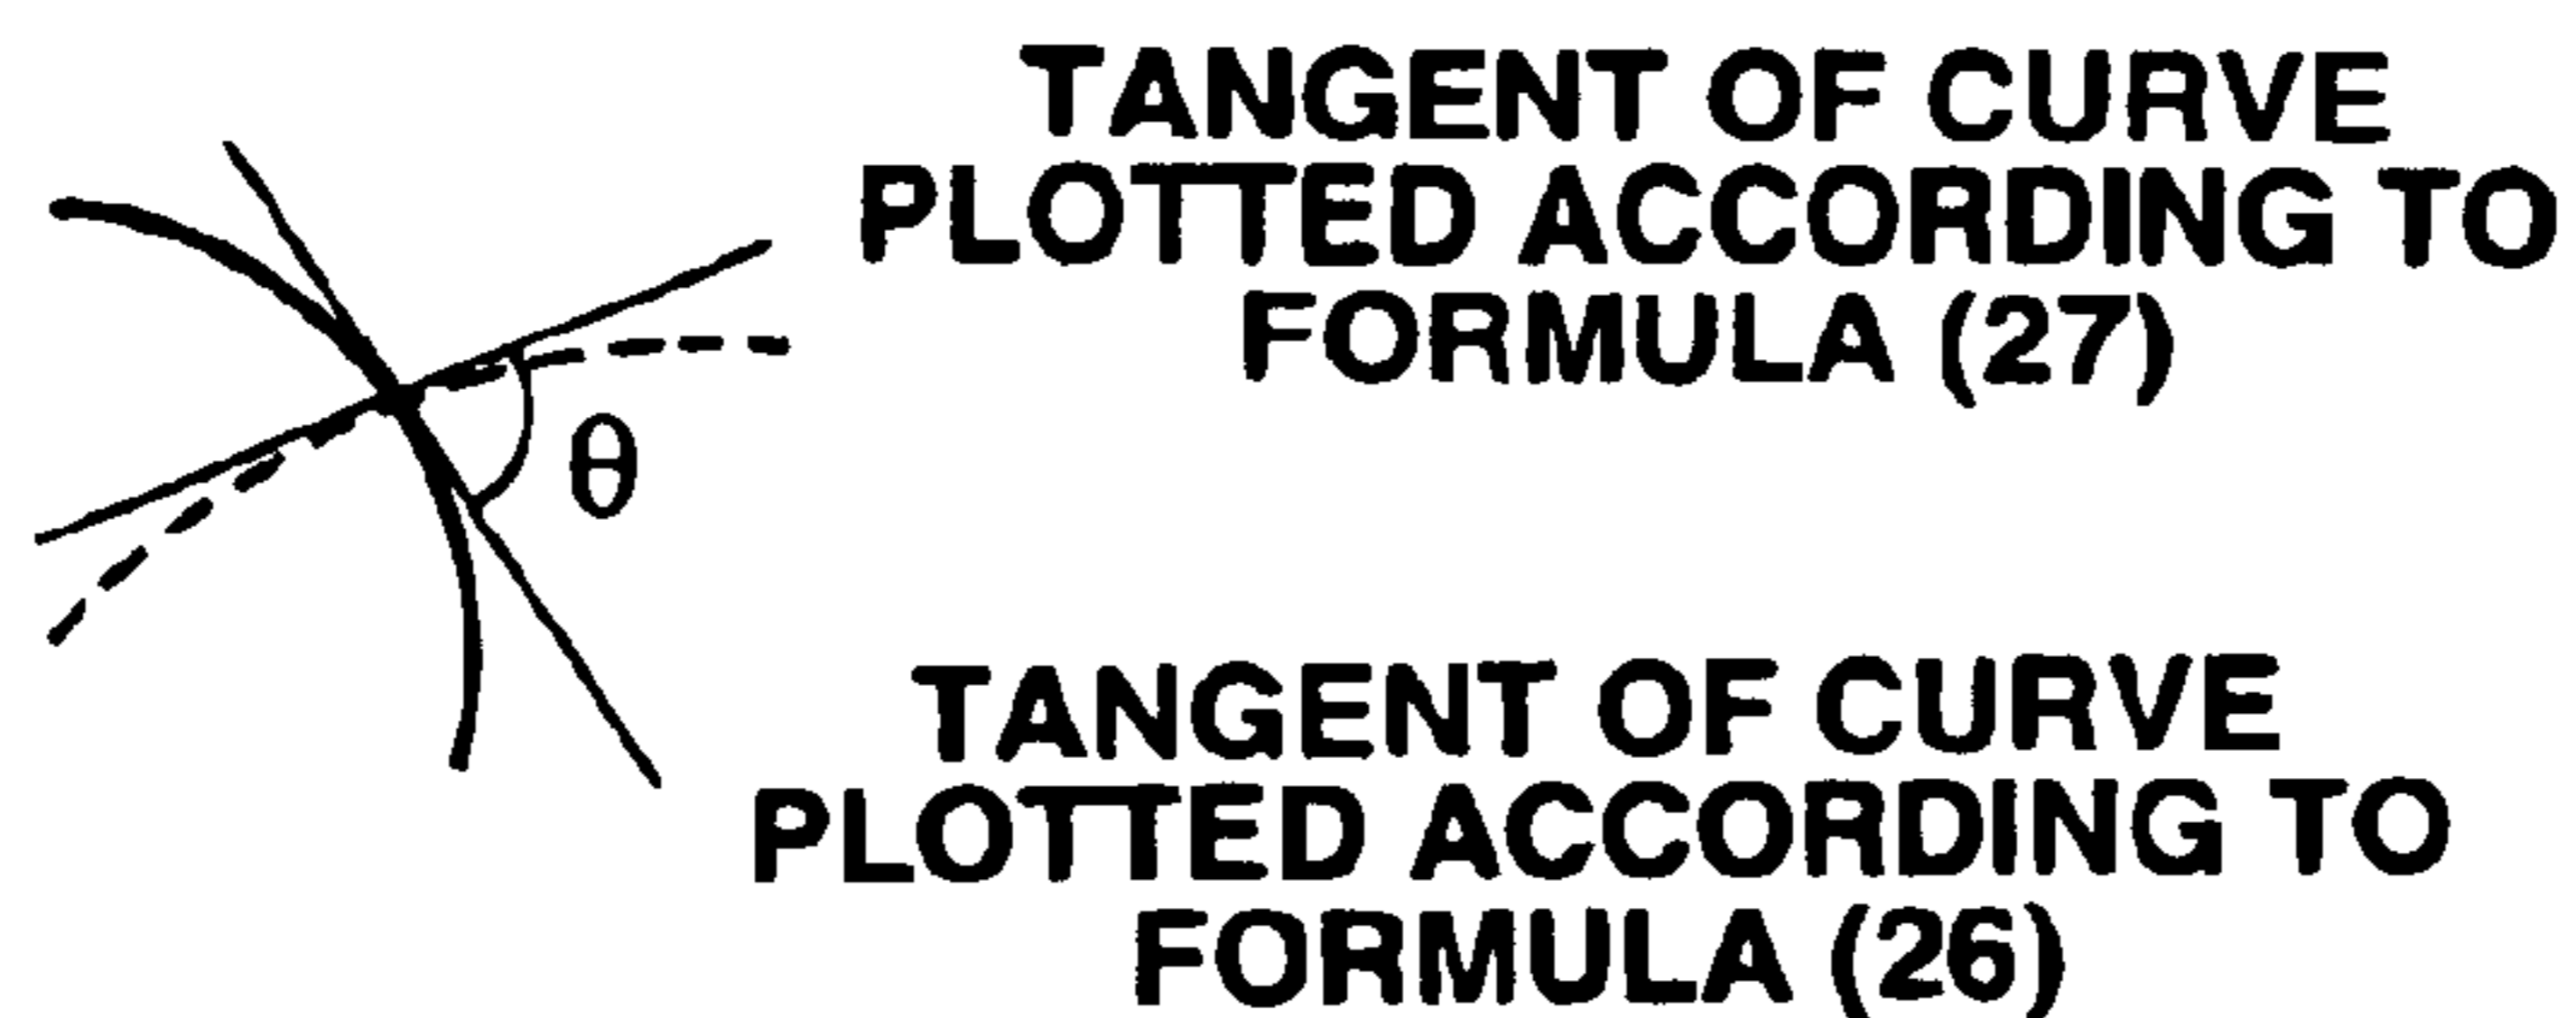 TANGENT OF CURVE
PLOTTED ACCORDING TO
FORMULA (27)
θ
TANGENT OF CURVE
PLOTTED ACCORDING TO
FORMULA (26)